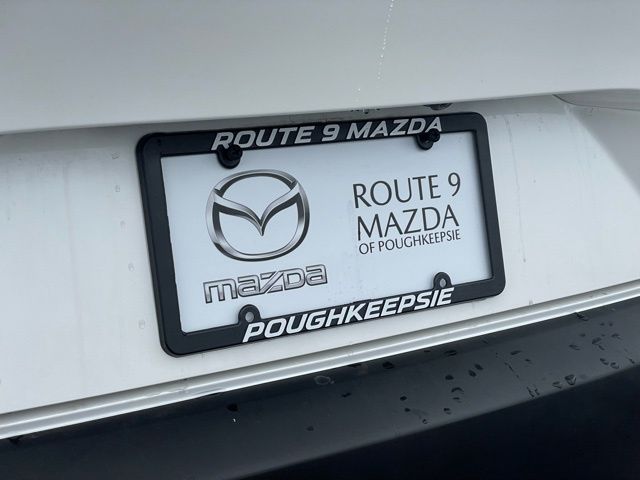 ROUTE 9 MAZDA
ROUTE 9
MAZDA
OF POUGHKEEPSIE
mazda
POUGHKEEPSIE